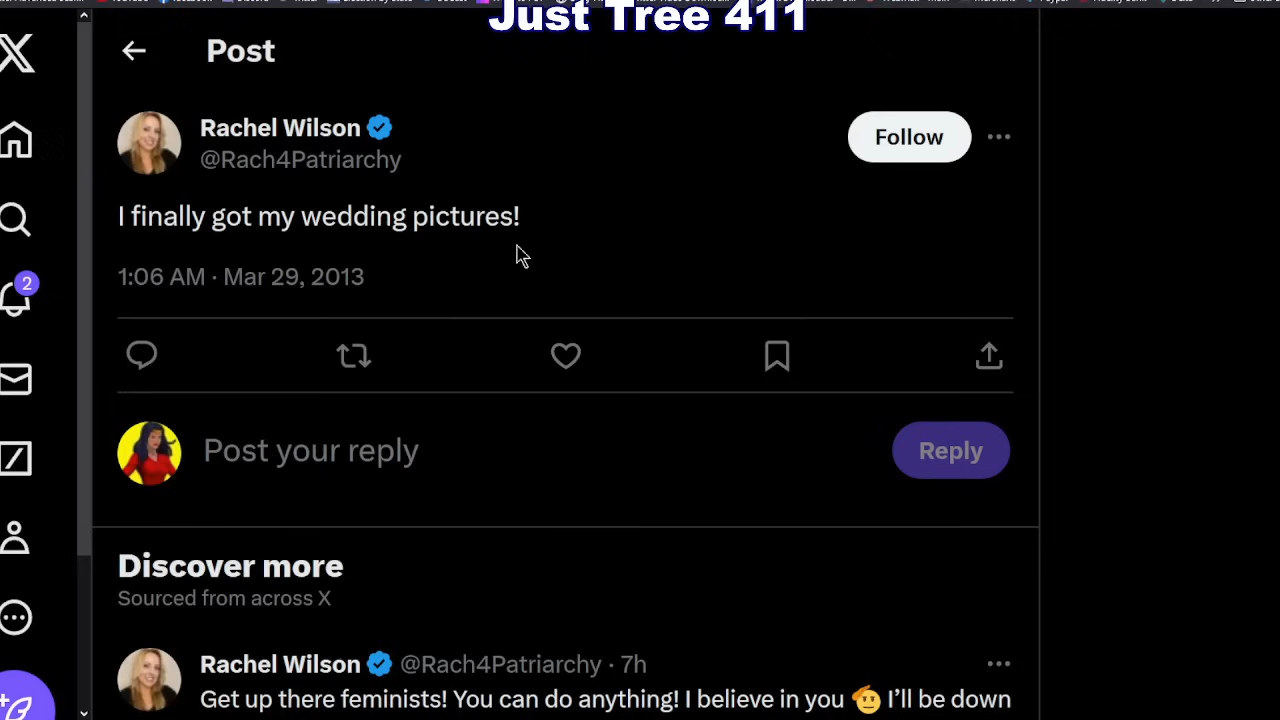 Just Tree 411
Post
Rachel Wilson
@Rach4Patriarchy
Follow
I finally got my wedding pictures!
1:06 AM · Mar 29, 2013
2
Post your reply
Reply
Discover more
Sourced from across X
Rachel Wilson @Rach4Patriarchy · 7h
Get up there feminists! You can do anything! I believe in you 🫡 I’ll be down